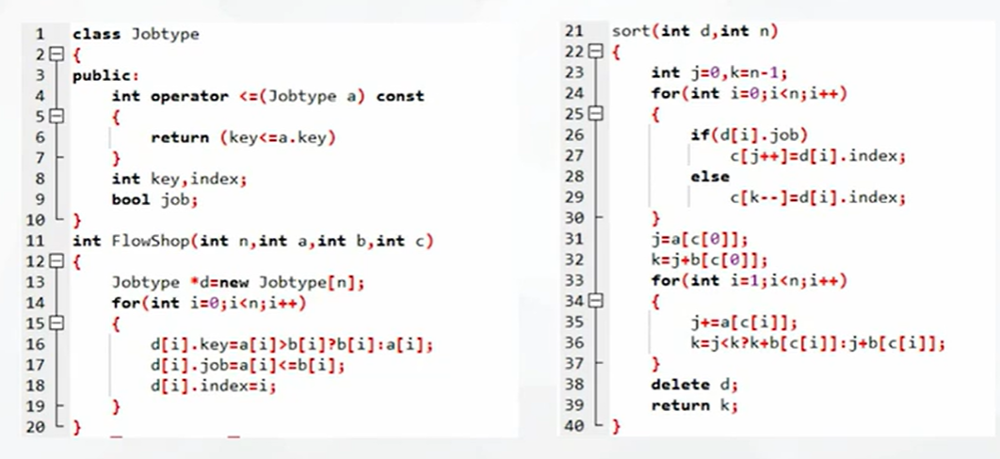 1 class Jobtype
2 {
3 public:
4 int operator <=(Jobtype a) const
5 {
6 return (key<=a.key)
7 }
8 int key,index;
9 bool job;
10 }
11 int FlowShop(int n,int a,int b,int c)
12 {
13 Jobtype *d=new Jobtype[n];
14 for(int i=0;i<n;i++)
15 {
16 d[i].key=a[i]>b[i]?b[i]:a[i];
17 d[i].job=a[i]<=b[i];
18 d[i].index=i;
19 }
20 }
21 sort(int d,int n)
22 {
23 int j=0,k=n-1;
24 for(int i=0;i<n;i++)
25 {
26 if(d[i].job)
27 c[j++]=d[i].index;
28 else
29 c[k--]=d[i].index;
30 }
31 j=a[c[0]];
32 k=j+b[c[0]];
33 for(int i=1;i<n;i++)
34 {
35 j+=a[c[i]];
36 k=j<k?k+b[c[i]]:j+b[c[i]];
37 }
38 delete d;
39 return k;
40 }